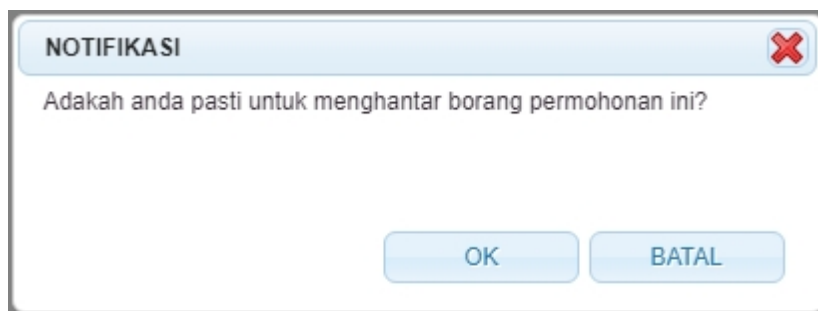 NOTIFIKASI
Adakah anda pasti untuk menghantar borang permohonan ini?
OK
BATAL